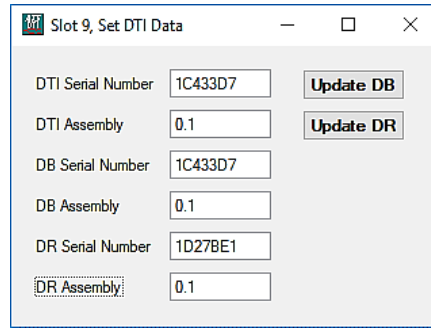 Slot 9, Set DTI Data
DTI Serial Number 1C433D7 Update DB
DTI Assembly 0.1 Update DR
DB Serial Number 1C433D7
DB Assembly 0.1
DR Serial Number 1D27BE1
DR Assembly 0.1